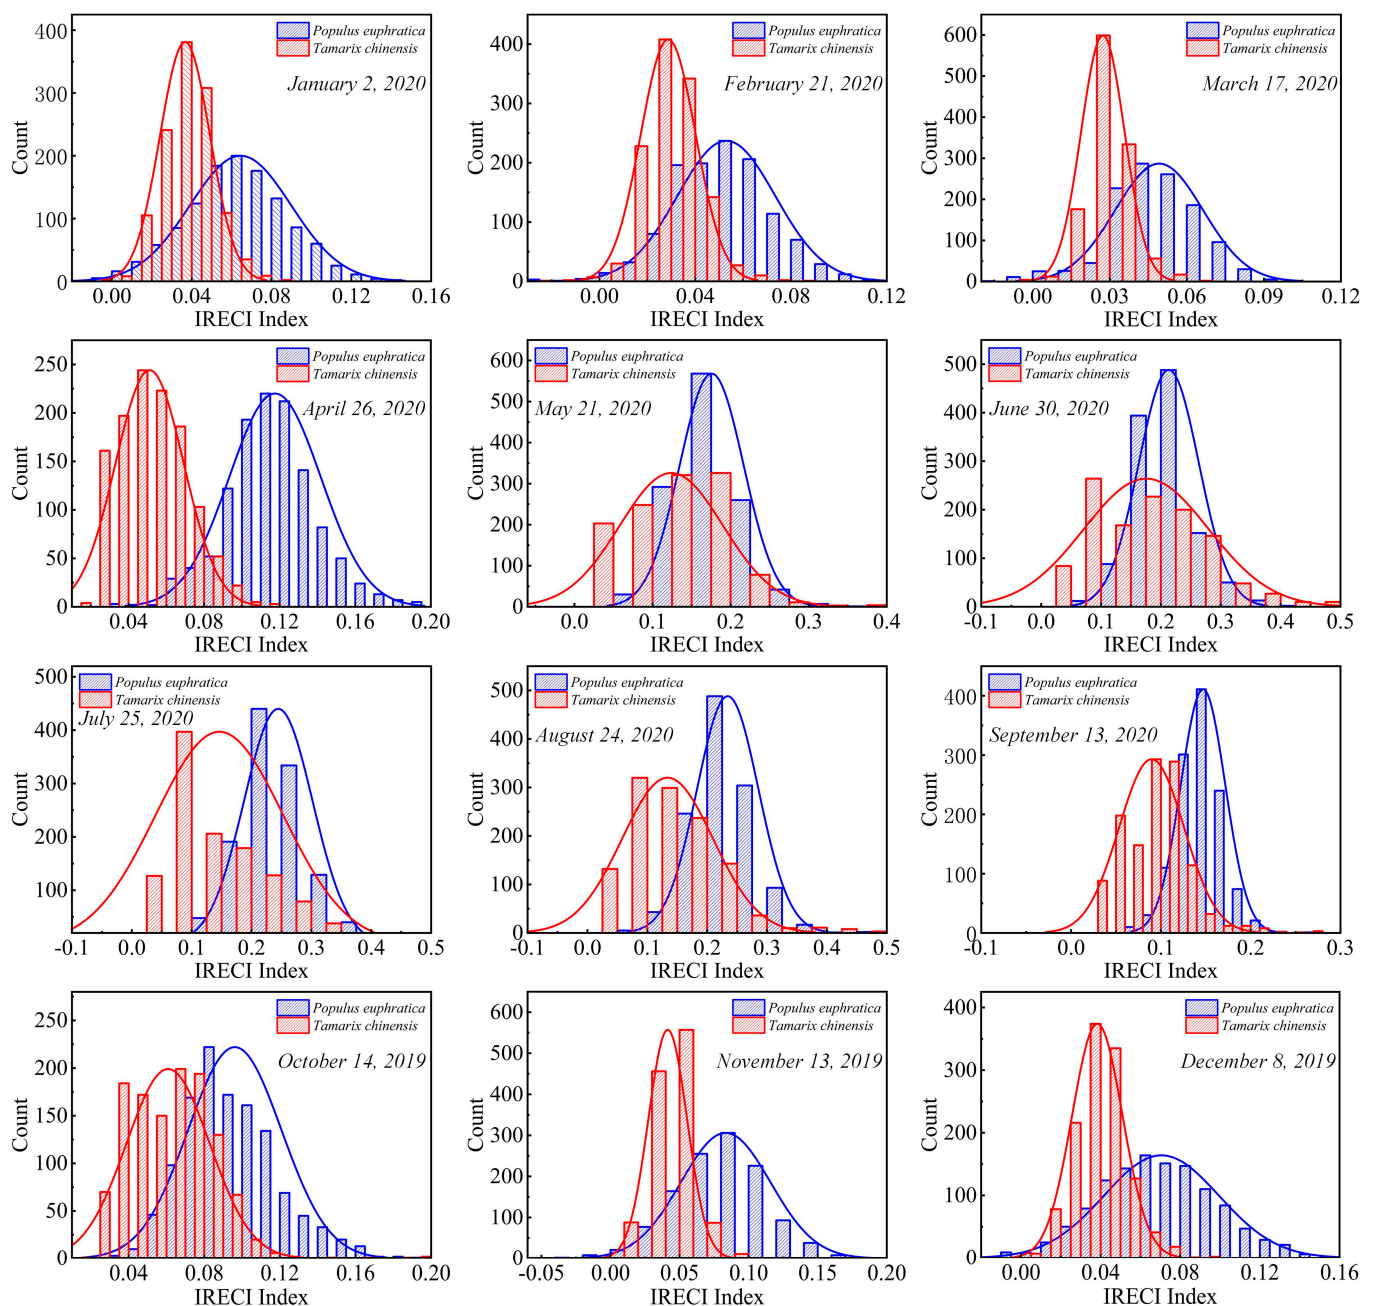 Populus euphratica
Tamarix chinensis
January 2, 2020
Count
400
300
200
100
0
0.00 0.04 0.08 0.12 0.16
IRECI Index
Populus euphratica
Tamarix chinensis
February 21, 2020
Count
400
300
200
100
0
0.00 0.04 0.08 0.12
IRECI Index
Populus euphratica
Tamarix chinensis
March 17, 2020
Count
600
500
400
300
200
100
0
0.00 0.03 0.06 0.09 0.12
IRECI Index
Populus euphratica
Tamarix chinensis
April 26, 2020
Count
250
200
150
100
50
0
0.04 0.08 0.12 0.16 0.20
IRECI Index
Populus euphratica
Tamarix chinensis
May 21, 2020
Count
600
500
400
300
200
100
0
0.0 0.1 0.2 0.3 0.4
IRECI Index
Populus euphratica
Tamarix chinensis
June 30, 2020
Count
500
400
300
200
100
0
-0.1 0.0 0.1 0.2 0.3 0.4 0.5
IRECI Index
Populus euphratica
Tamarix chinensis
July 25, 2020
Count
500
400
300
200
100
-0.1 0.0 0.1 0.2 0.3 0.4 0.5
IRECI Index
Populus euphratica
Tamarix chinensis
August 24, 2020
Count
500
400
300
200
100
0
-0.1 0.0 0.1 0.2 0.3 0.4 0.5
IRECI Index
Populus euphratica
Tamarix chinensis
September 13, 2020
Count
400
300
200
100
0
-0.1 0.0 0.1 0.2 0.3
IRECI Index
Populus euphratica
Tamarix chinensis
October 14, 2019
Count
250
200
150
100
50
0
0.04 0.08 0.12 0.16 0.20
IRECI Index
Populus euphratica
Tamarix chinensis
November 13, 2019
Count
600
500
400
300
200
100
0
-0.05 0.00 0.05 0.10 0.15 0.20
IRECI Index
Populus euphratica
Tamarix chinensis
December 8, 2019
Count
400
300
200
100
0
0.00 0.04 0.08 0.12 0.16
IRECI Index